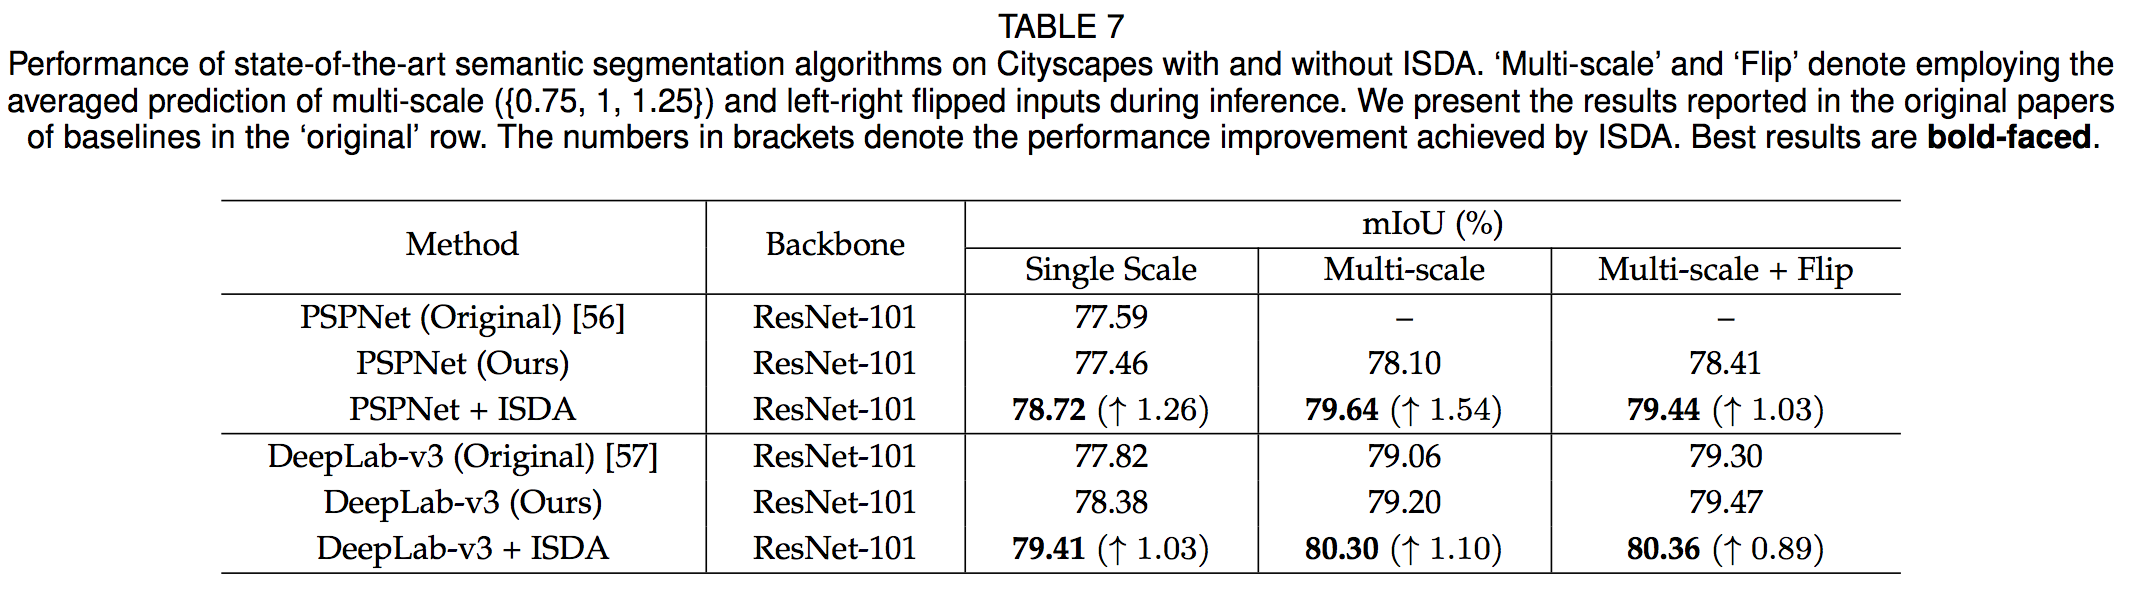 TABLE 7
Performance of state-of-the-art semantic segmentation algorithms on Cityscapes with and without ISDA. ‘Multi-scale’ and ‘Flip’ denote employing the
averaged prediction of multi-scale ({0.75, 1, 1.25}) and left-right flipped inputs during inference. We present the results reported in the original papers
of baselines in the ‘original’ row. The numbers in brackets denote the performance improvement achieved by ISDA. Best results are bold-faced.
Method Backbone mIoU (%)
Single Scale Multi-scale Multi-scale + Flip
PSPNet (Original) [56] ResNet-101 77.59 – –
PSPNet (Ours) ResNet-101 77.46 78.10 78.41
PSPNet + ISDA ResNet-101 78.72 (↑ 1.26) 79.64 (↑ 1.54) 79.44 (↑ 1.03)
DeepLab-v3 (Original) [57] ResNet-101 77.82 79.06 79.30
DeepLab-v3 (Ours) ResNet-101 78.38 79.20 79.47
DeepLab-v3 + ISDA ResNet-101 79.41 (↑ 1.03) 80.30 (↑ 1.10) 80.36 (↑ 0.89)